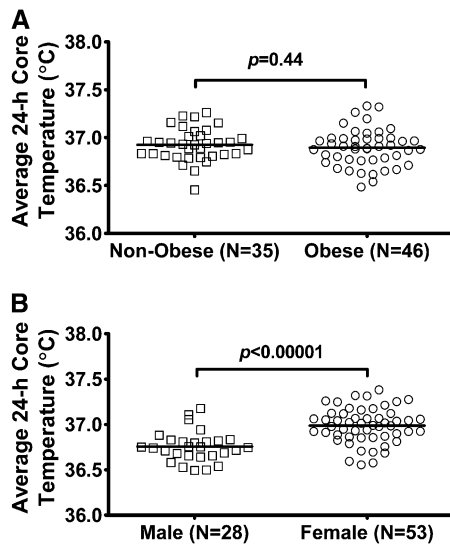 A
Average 24-h Core
Temperature (°C)
38.0
37.5
37.0
36.5
36.0
p=0.44
Non-Obese (N=35)
Obese (N=46)
B
Average 24-h Core
Temperature (°C)
38.0
37.5
37.0
36.5
36.0
p<0.00001
Male (N=28)
Female (N=53)